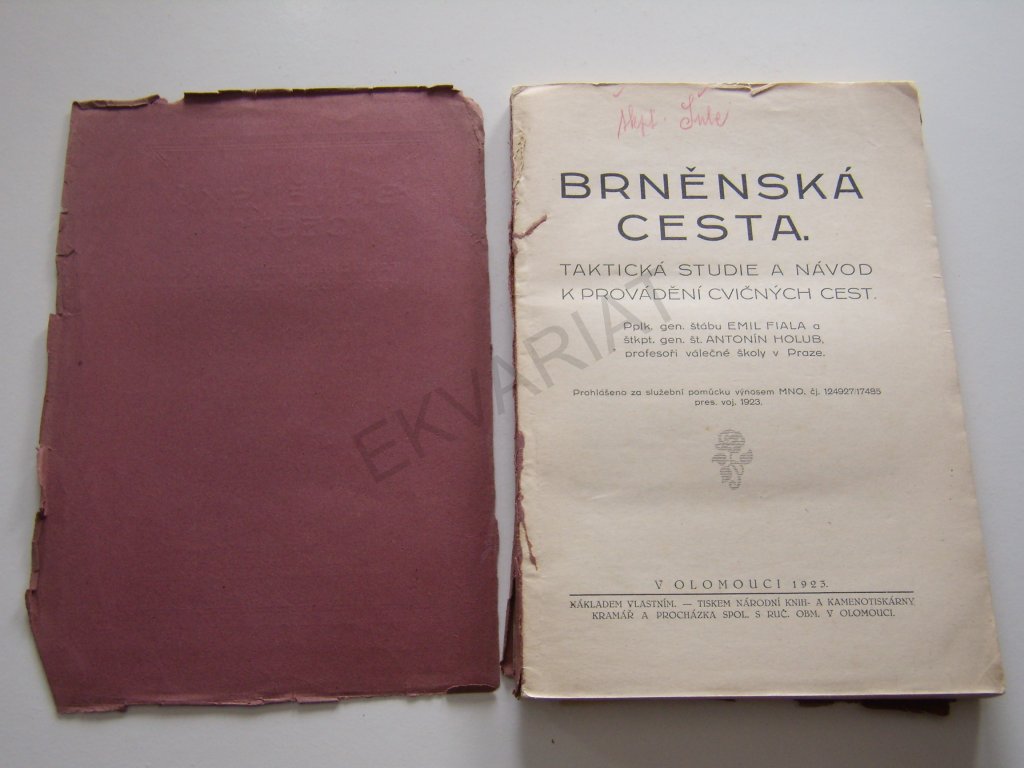 škpt.
BRNĚNSKÁ
CESTA.
TAKTICKÁ STUDIE A NÁVOD
K PROVÁDĚNÍ CVIČNÝCH CEST.
Pplk. gen. štábu EMIL FIALA a
štkpt. gen. št. ANTONÍN HOLUB,
profesoři válečné školy v Praze.
Prohlášeno za služební pomůcku výnosem MNO. čj. 124927/17485
pres. voj. 1923.
V OLOMOUCI 1923.
NÁKLADEM VLASTNÍM. — TISKEM NÁRODNÍ KNIH- A KAMENOTISKÁRNY
KRAMÁŘ A PROCHÁZKA SPOL. S RUČ. OBM. V OLOMOUCI.
EKVARIAT